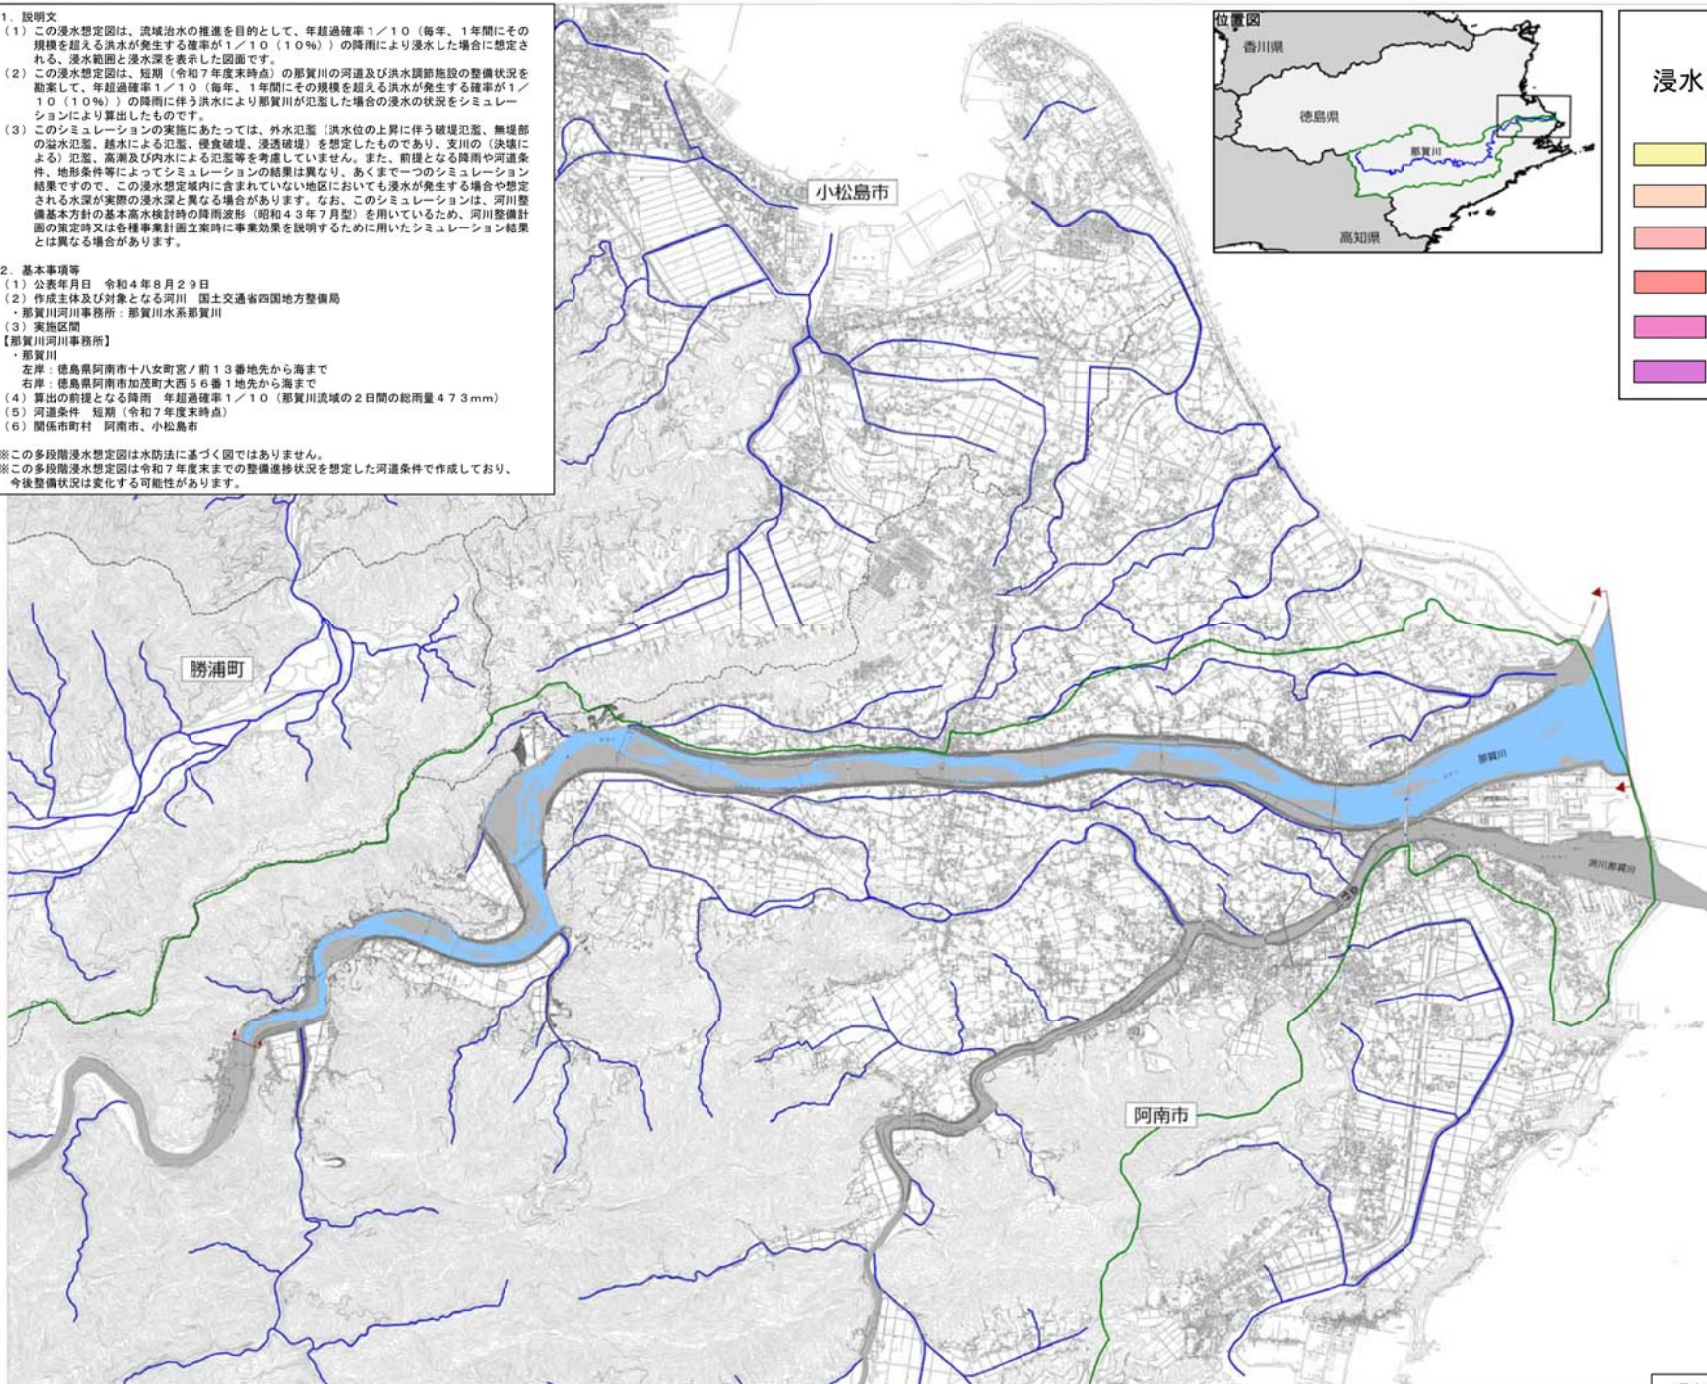 1．説明文
（1）この浸水想定図は、流域治水の推進を目的として、年超過確率1／10（毎年、1年間にその
規模を超える洪水が発生する確率が1／10（10％））の降雨により浸水した場合に想定さ
れる、浸水範囲と浸水深を表示した図面です。
（2）この浸水想定図は、短期（令和7年度末時点）の那賀川の河道及び洪水調節施設の整備状況を
勘案して、年超過確率1／10（毎年、1年間にその規模を超える洪水が発生する確率が1／
10（10％））の降雨に伴う洪水により那賀川が氾濫した場合の浸水の状況をシミュレー
ションにより算出したものです。
（3）このシミュレーションの実施にあたっては、外水氾濫（洪水位の上昇に伴う破堤氾濫、無堤部
の溢水氾濫、越水による氾濫、侵食破堤、浸透破堤）を想定したものであり、支川の（決壊に
よる）氾濫、高潮及び内水による氾濫等を考慮していません。また、前提となる降雨や河道条
件、地形条件等によってシミュレーションの結果は異なり、あくまで一つのシミュレーション
結果ですので、この浸水想定域内に含まれていない地区においても浸水が発生する場合や想定
される水深が実際の浸水深と異なる場合があります。なお、このシミュレーションは、河川整
備基本方針の基本高水検討時の降雨波形（昭和43年7月型）を用いているため、河川整備計
画の策定時又は各種事業計画立案時に事業効果を説明するために用いたシミュレーション結果
とは異なる場合があります。
2．基本事項等
（1）公表年月日　令和4年8月29日
（2）作成主体及び対象となる河川　国土交通省四国地方整備局
・那賀川河川事務所：那賀川水系那賀川
（3）実施区間
【那賀川河川事務所】
・那賀川
左岸：徳島県阿南市十八女町宮ノ前13番地先から海まで
右岸：徳島県阿南市加茂町大西56番1地先から海まで
（4）算出の前提となる降雨　年超過確率1／10（那賀川流域の2日間の総雨量473mm）
（5）河道条件　短期（令和7年度末時点）
（6）関係市町村　阿南市、小松島市
※この多段階浸水想定図は水防法に基づく図ではありません。
※この多段階浸水想定図は令和7年度末までの整備進捗状況を想定した河道条件で作成しており、
今後整備状況は変化する可能性があります。
位置図
香川県
徳島県
那賀川
高知県
浸水
小松島市
勝浦町
那賀川
派川那賀川
阿南市